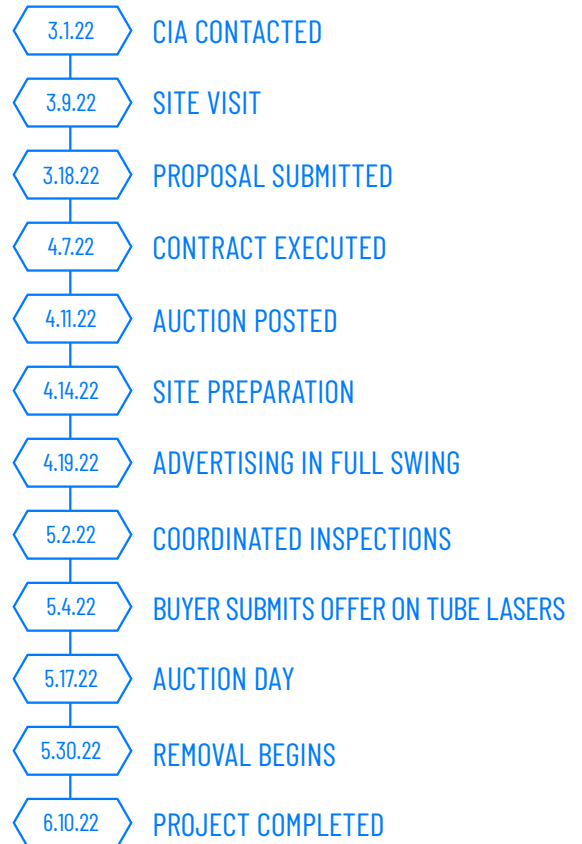 3.1.22 CIA CONTACTED
3.9.22 SITE VISIT
3.18.22 PROPOSAL SUBMITTED
4.7.22 CONTRACT EXECUTED
4.11.22 AUCTION POSTED
4.14.22 SITE PREPARATION
4.19.22 ADVERTISING IN FULL SWING
5.2.22 COORDINATED INSPECTIONS
5.4.22 BUYER SUBMITS OFFER ON TUBE LASERS
5.17.22 AUCTION DAY
5.30.22 REMOVAL BEGINS
6.10.22 PROJECT COMPLETED